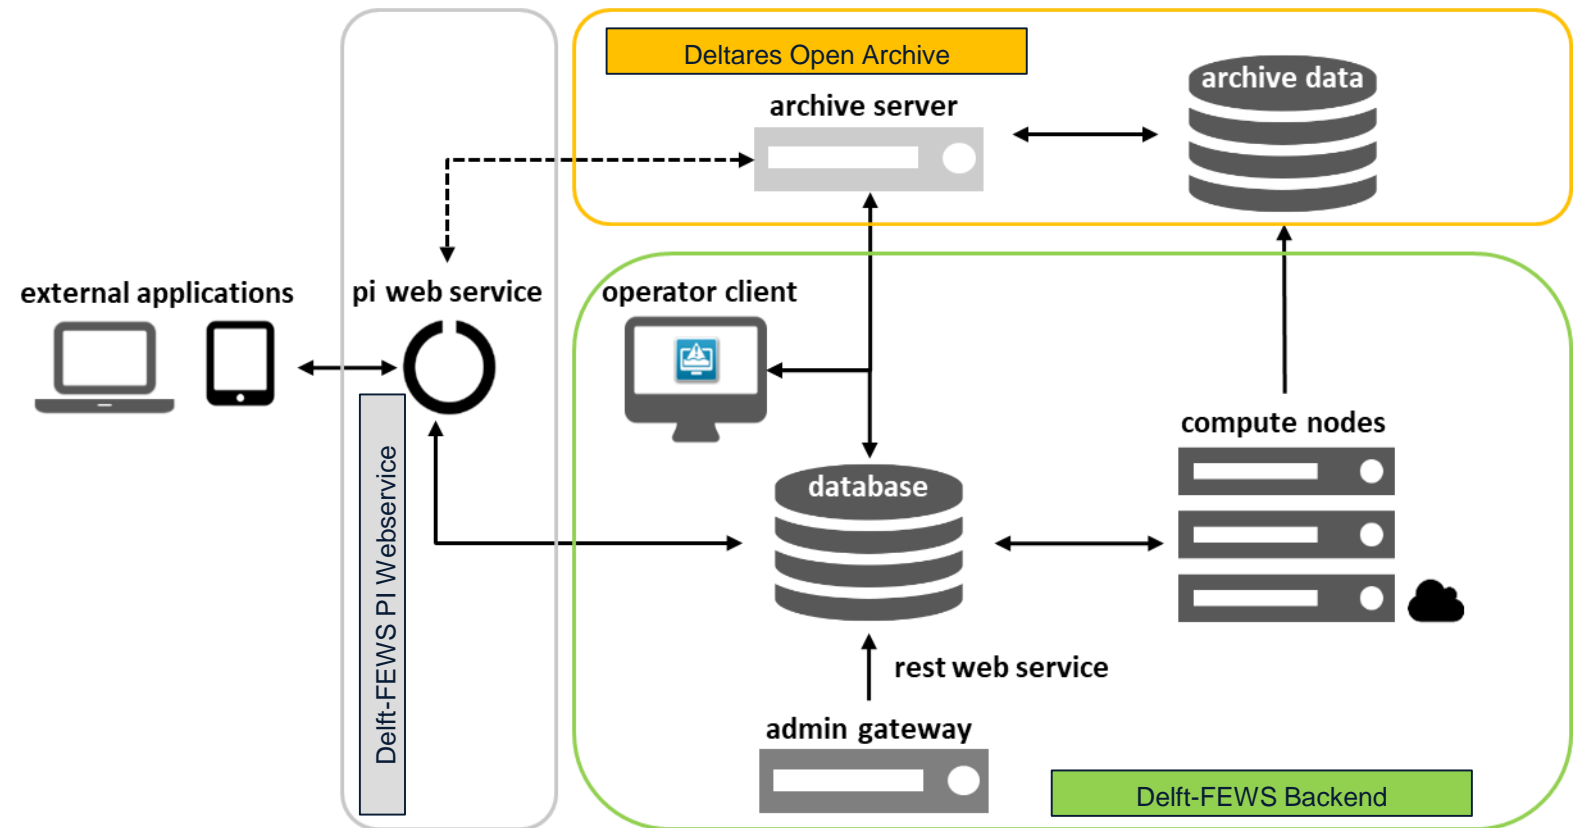 Deltares Open Archive
archive data
archive server
external applications
pi web service
operator client
compute nodes
Delft-FEWS PI Webservice
database
rest web service
admin gateway
Delft-FEWS Backend